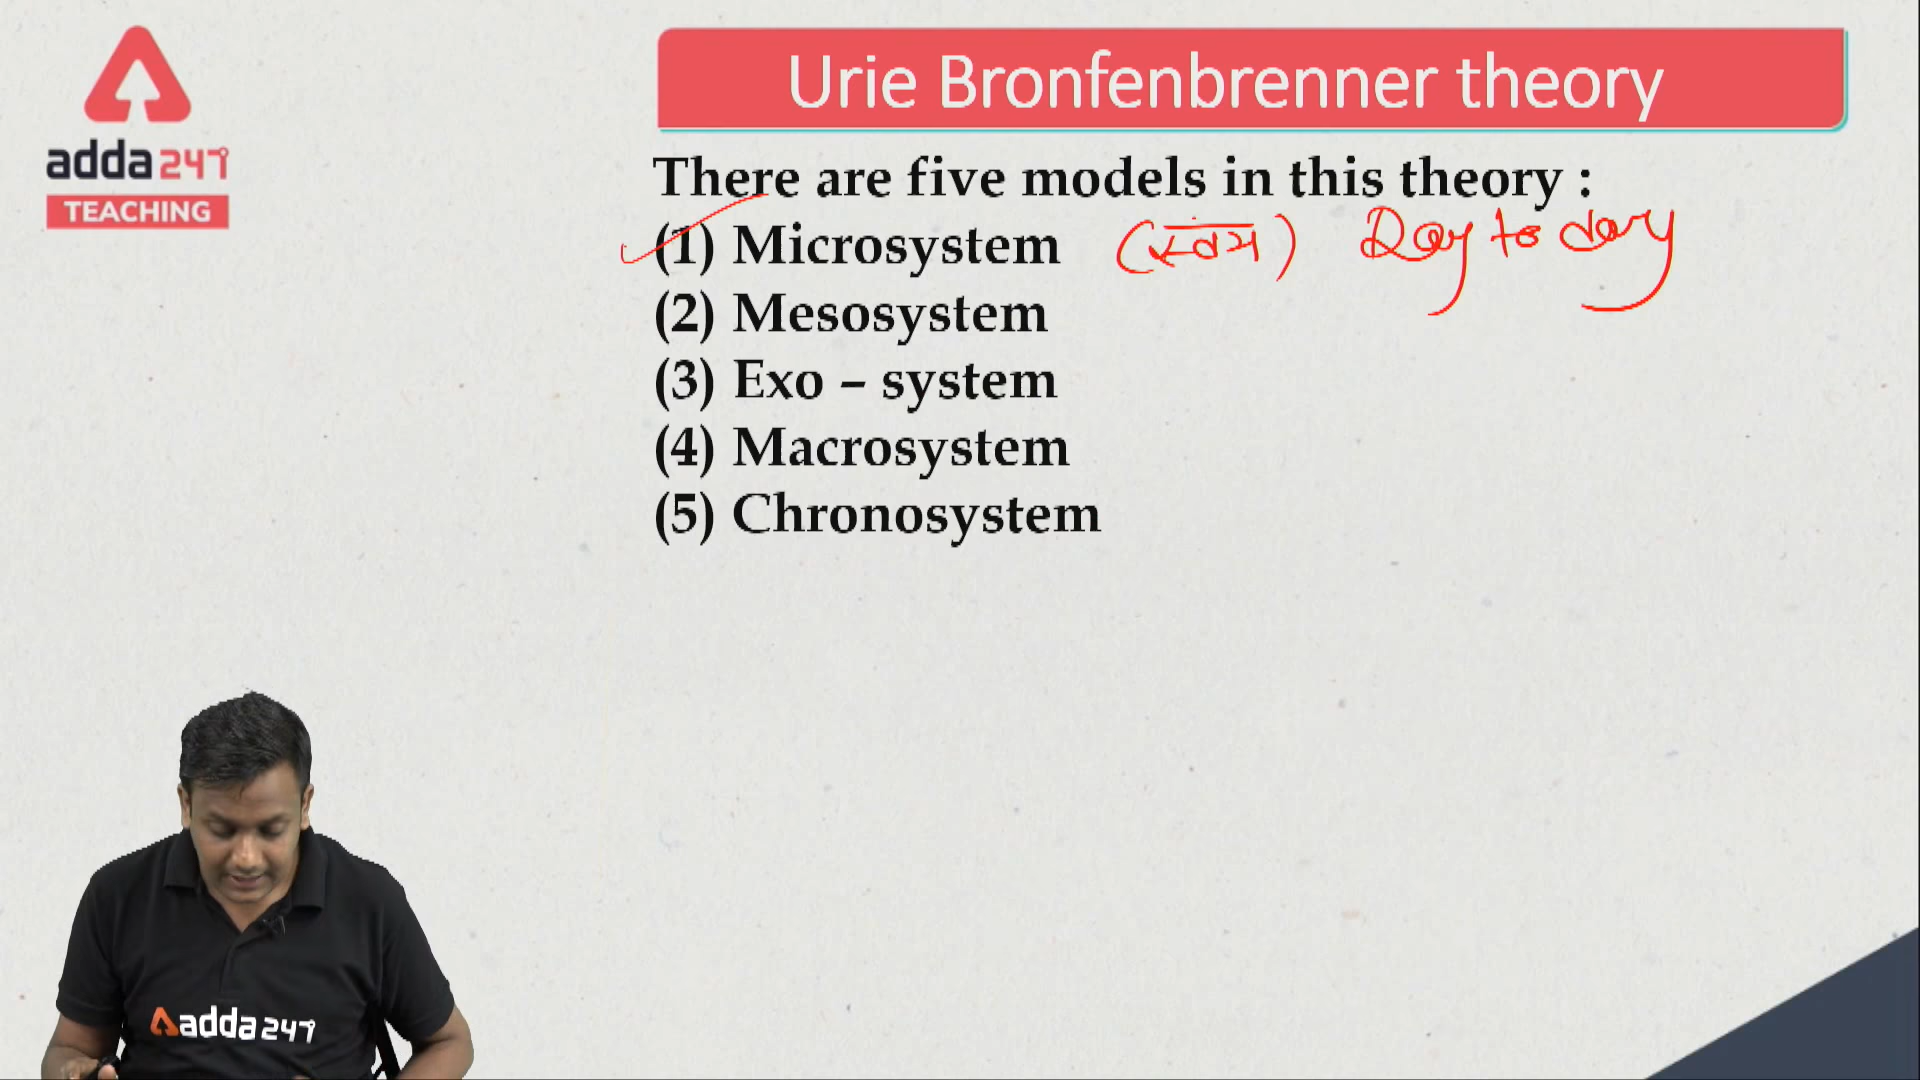 adda247
TEACHING
Urie Bronfenbrenner theory
There are five models in this theory :
(1) Microsystem (स्वयं) Day to day
(2) Mesosystem
(3) Exo – system
(4) Macrosystem
(5) Chronosystem
adda247